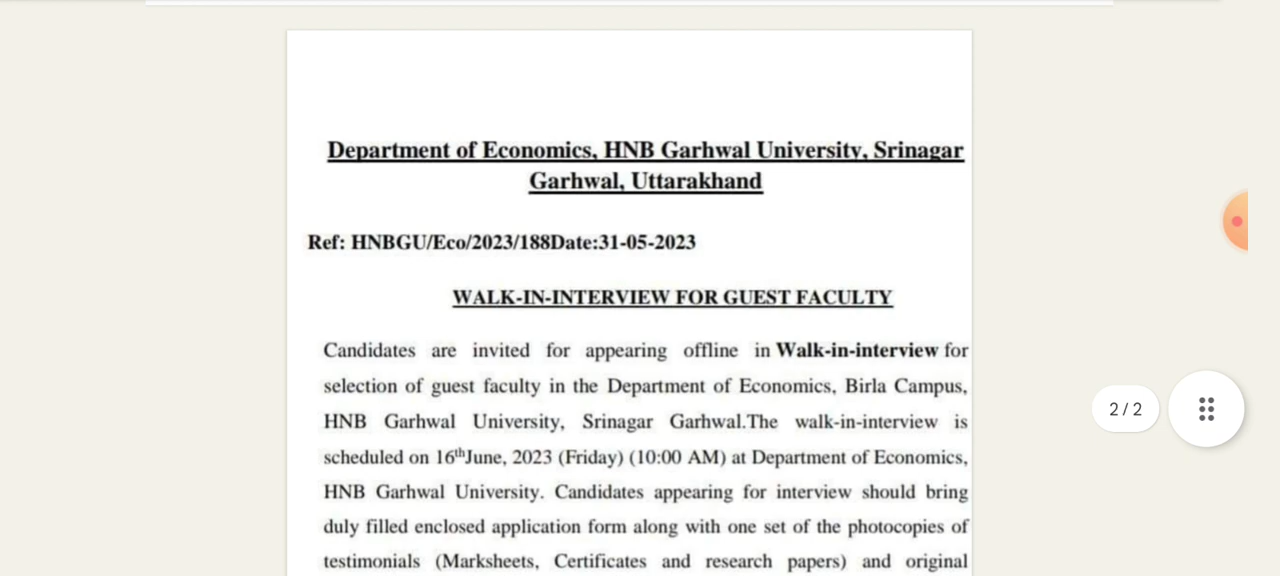 Department of Economics, HNB Garhwal University, Srinagar
Garhwal, Uttarakhand
Ref: HNBGU/Eco/2023/188Date:31-05-2023
WALK-IN-INTERVIEW FOR GUEST FACULTY
Candidates are invited for appearing offline in Walk-in-interview for
selection of guest faculty in the Department of Economics, Birla Campus,
HNB Garhwal University, Srinagar Garhwal.The walk-in-interview is
scheduled on 16thJune, 2023 (Friday) (10:00 AM) at Department of Economics,
HNB Garhwal University. Candidates appearing for interview should bring
duly filled enclosed application form along with one set of the photocopies of
testimonials (Marksheets, Certificates and research papers) and original
2/2